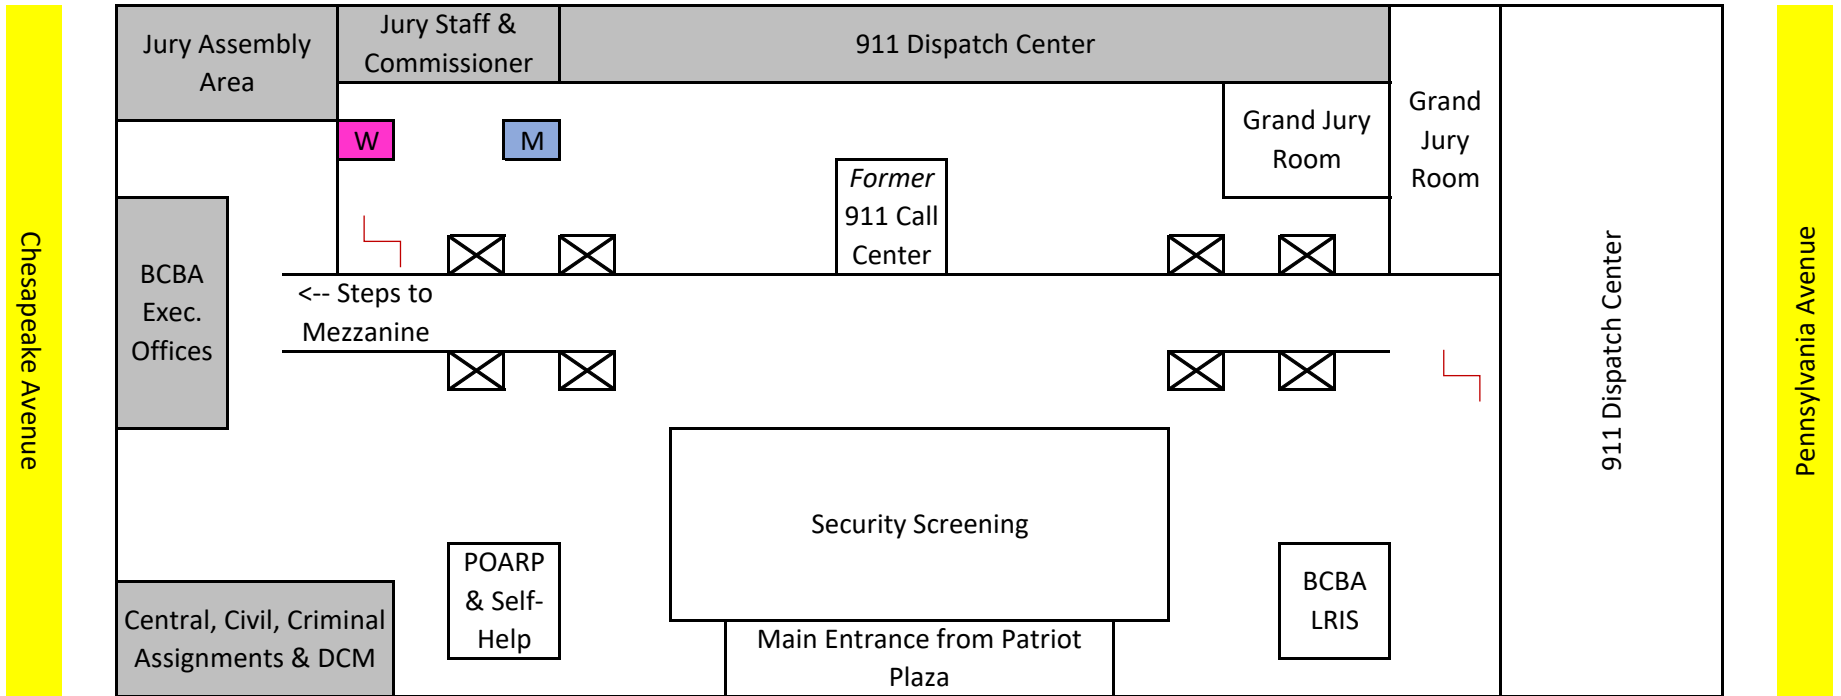 Jury Assembly
Area
Jury Staff &
Commissioner
911 Dispatch Center
Grand Jury
Room
Grand
Jury
Room
W
M
Former
911 Call
Center
Chesapeake Avenue
BCBA
Exec.
Offices
<-- Steps to
Mezzanine
911 Dispatch Center
Pennsylvania Avenue
Security Screening
POARP
& Self-
Help
BCBA
LRIS
Central, Civil, Criminal
Assignments & DCM
Main Entrance from Patriot
Plaza